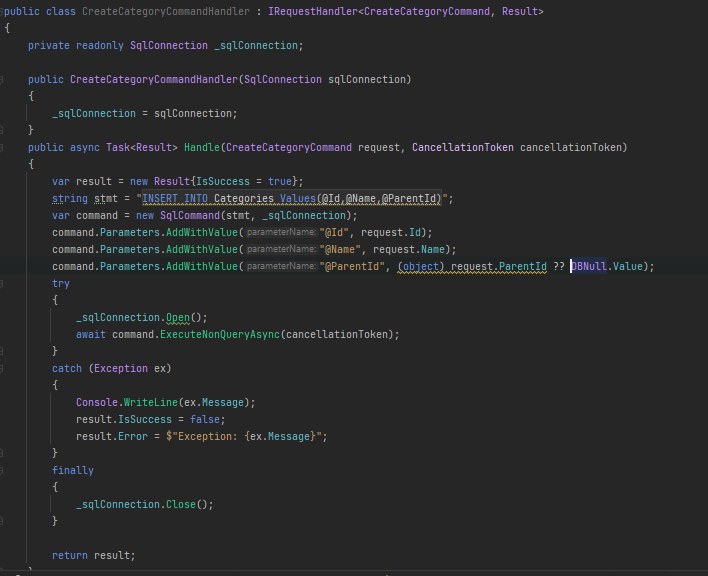 public class CreateCategoryCommandHandler : IRequestHandler<CreateCategoryCommand, Result>
{
    private readonly SqlConnection _sqlConnection;

    public CreateCategoryCommandHandler(SqlConnection sqlConnection)
    {
        _sqlConnection = sqlConnection;
    }
    public async Task<Result> Handle(CreateCategoryCommand request, CancellationToken cancellationToken)
    {
        var result = new Result{IsSuccess = true};
        string stmt = "INSERT INTO Categories Values(@Id,@Name,@ParentId)";
        var command = new SqlCommand(stmt, _sqlConnection);
        command.Parameters.AddWithValue( parameterName: "@Id", request.Id);
        command.Parameters.AddWithValue( parameterName: "@Name", request.Name);
        command.Parameters.AddWithValue( parameterName: "@ParentId", (object) request.ParentId ?? DBNull.Value);
        try
        {
            _sqlConnection.Open();
            await command.ExecuteNonQueryAsync(cancellationToken);
        }
        catch (Exception ex)
        {
            Console.WriteLine(ex.Message);
            result.IsSuccess = false;
            result.Error = $"Exception: {ex.Message}";
        }
        finally
        {
            _sqlConnection.Close();
        }

        return result;